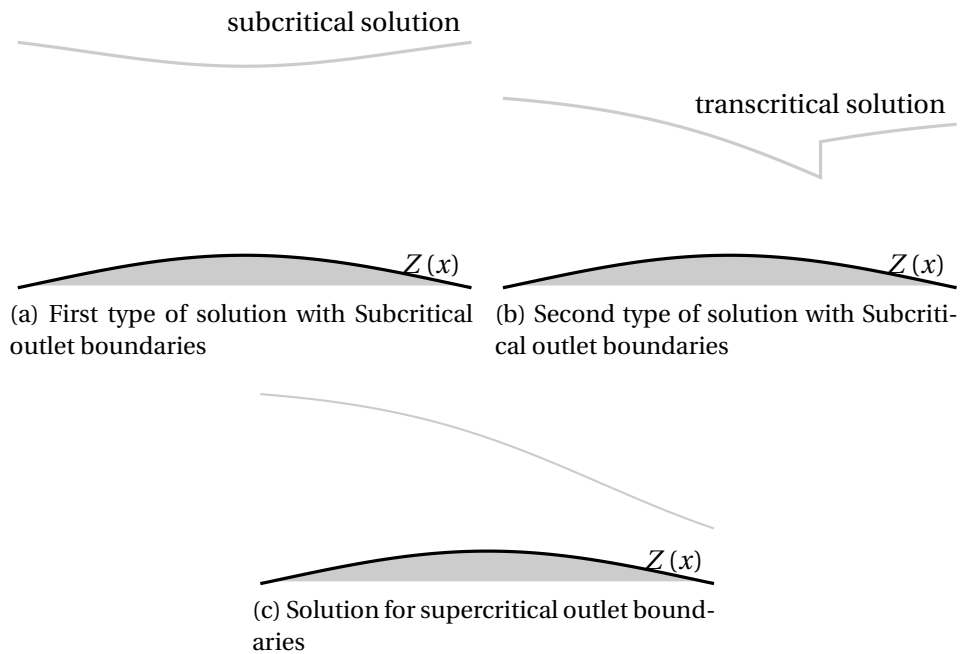 subcritical solution
transcritical solution
Z (x)
Z (x)
(a) First type of solution with Subcritical
outlet boundaries
(b) Second type of solution with Subcriti-
cal outlet boundaries
Z (x)
(c) Solution for supercritical outlet bound-
aries